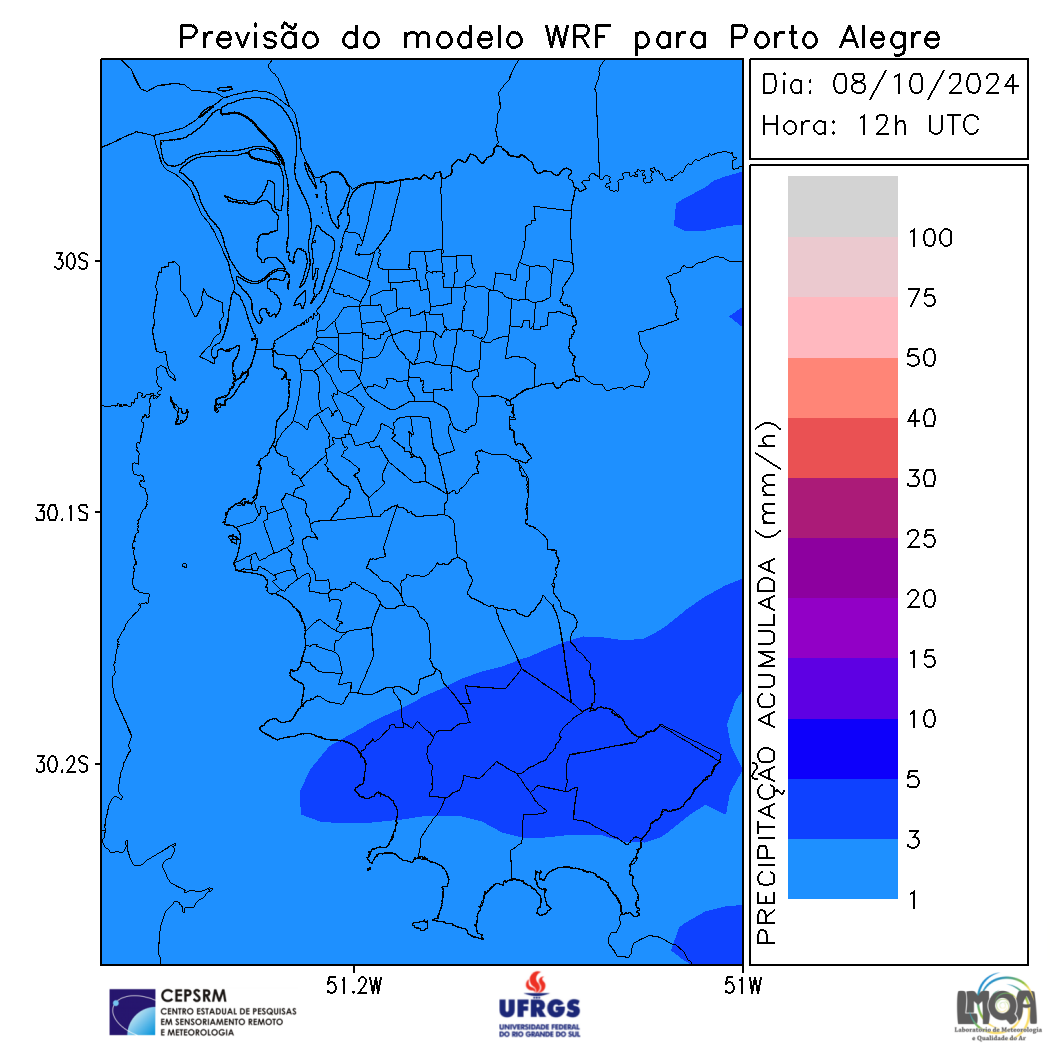 Previsão do modelo WRF para Porto Alegre
Dia: 08/10/2024
Hora: 12h UTC
PRECIPITAÇÃO ACUMULADA (mm/h)
100
75
50
40
30
25
20
15
10
5
3
1
30S
30.1S
30.2S
51.2W
51W
CEPSRM
CENTRO ESTADUAL DE PESQUISAS
EM SENSORIAMENTO REMOTO
E METEOROLOGIA
UFRGS
UNIVERSIDADE FEDERAL
DO RIO GRANDE DO SUL
LMQA
Laboratório de Meteorologia
e Qualidade do Ar